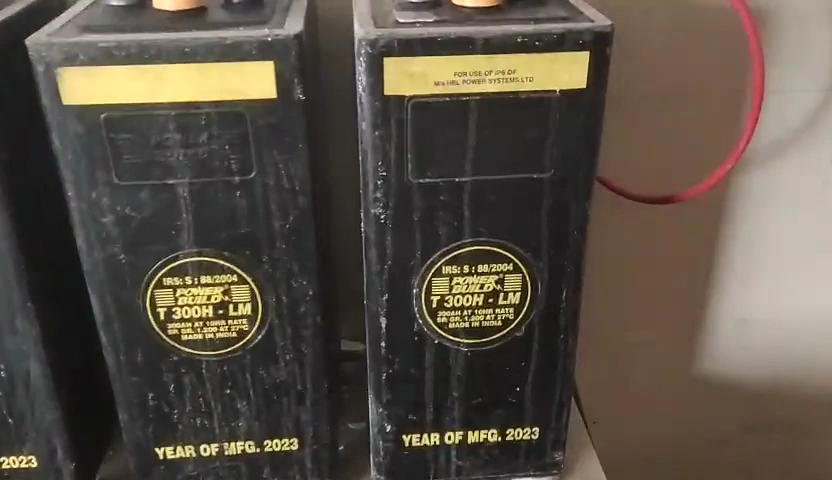 FOR USE OF IPS OF
M/s HBL POWER SYSTEMS LTD
IRS: S : 88/2004
POWER
BUILD
T 300H - LM
300AH AT 10HR RATE
SP. GR. 1.200 AT 27°C
MADE IN INDIA
YEAR OF MFG. 2023
IRS: S : 88/2004
POWER
BUILD
T 300H - LM
300AH AT 10HR RATE
SP. GR. 1.200 AT 27°C
MADE IN INDIA
YEAR OF MFG. 2023
2023